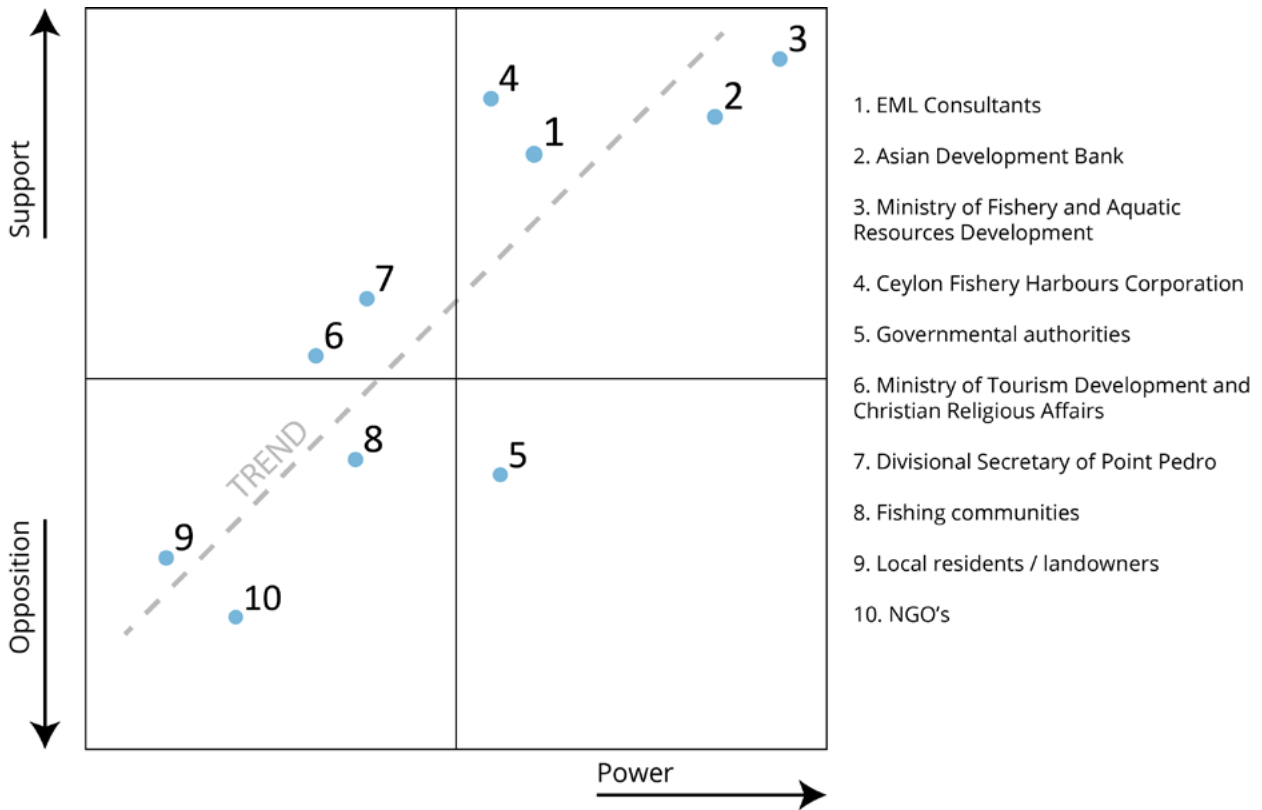 Support
Opposition
3
4
2
1
7
6
TREND
8
5
9
10
Power
1. EML Consultants
2. Asian Development Bank
3. Ministry of Fishery and Aquatic
Resources Development
4. Ceylon Fishery Harbours Corporation
5. Governmental authorities
6. Ministry of Tourism Development and
Christian Religious Affairs
7. Divisional Secretary of Point Pedro
8. Fishing communities
9. Local residents / landowners
10. NGO’s